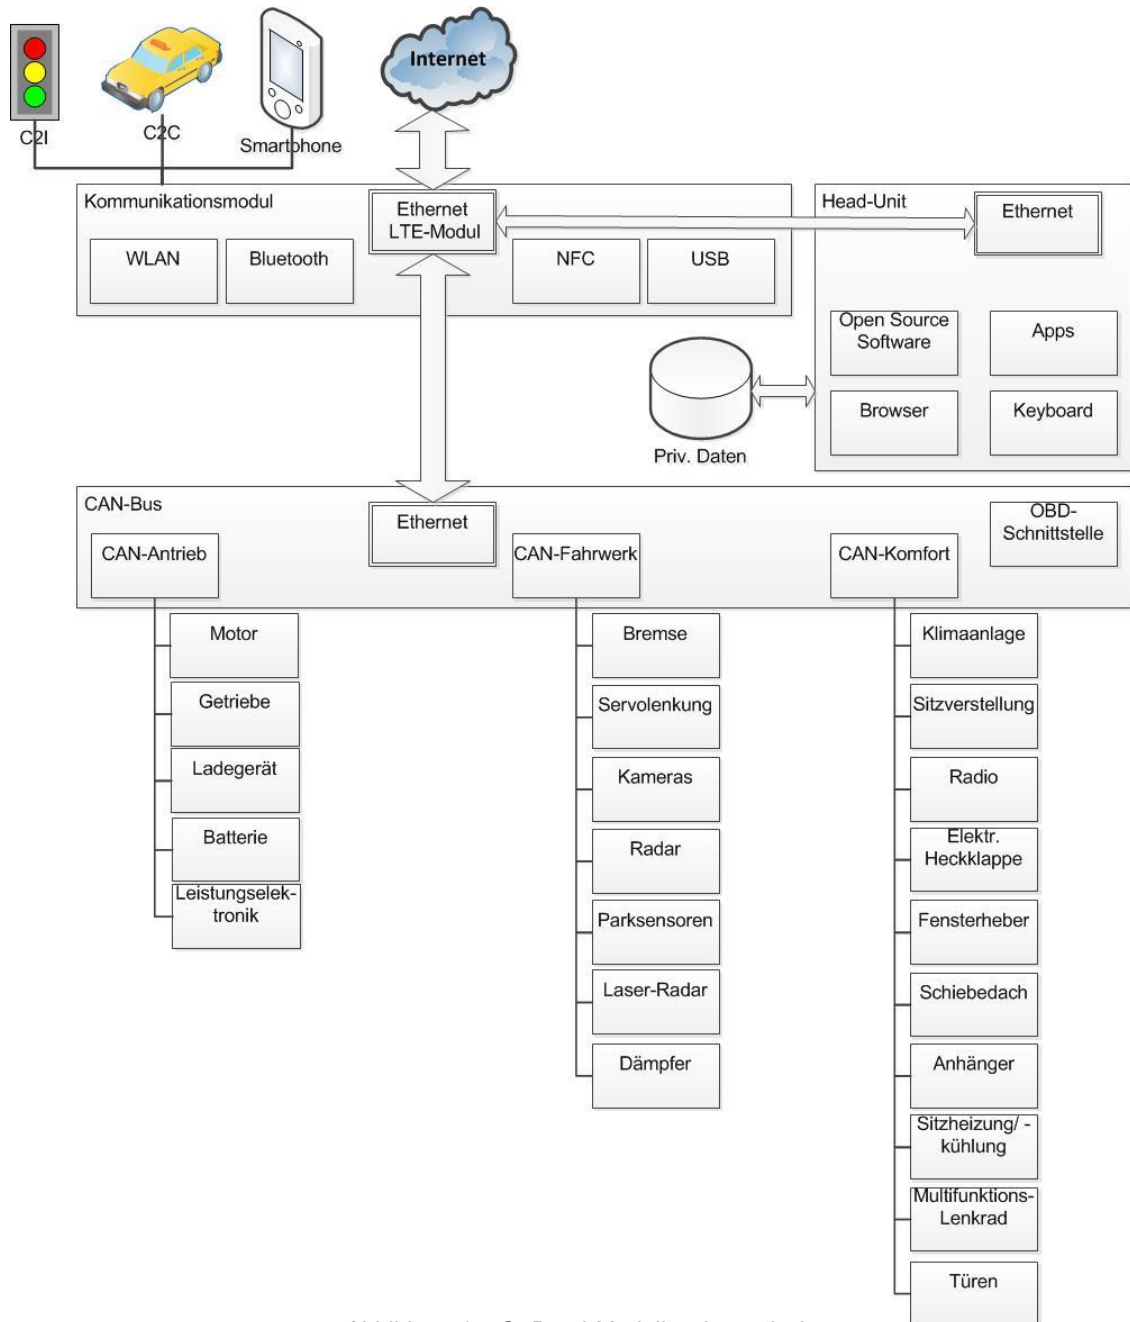 Internet
C2I
C2C
Smartphone
Kommunikationsmodul
Ethernet
LTE-Modul
WLAN
Bluetooth
NFC
USB
Head-Unit
Ethernet
Open Source
Software
Apps
Browser
Keyboard
Priv. Daten
CAN-Bus
Ethernet
OBD-
Schnittstelle
CAN-Antrieb
CAN-Fahrwerk
CAN-Komfort
Motor
Getriebe
Ladegerät
Batterie
Leistungselek-
tronik
Bremse
Servolenkung
Kameras
Radar
Parksensoren
Laser-Radar
Dämpfer
Klimaanlage
Sitzverstellung
Radio
Elektr.
Heckklappe
Fensterheber
Schiebedach
Anhänger
Sitzheizung/ -
kühlung
Multifunktions-
Lenkrad
Türen